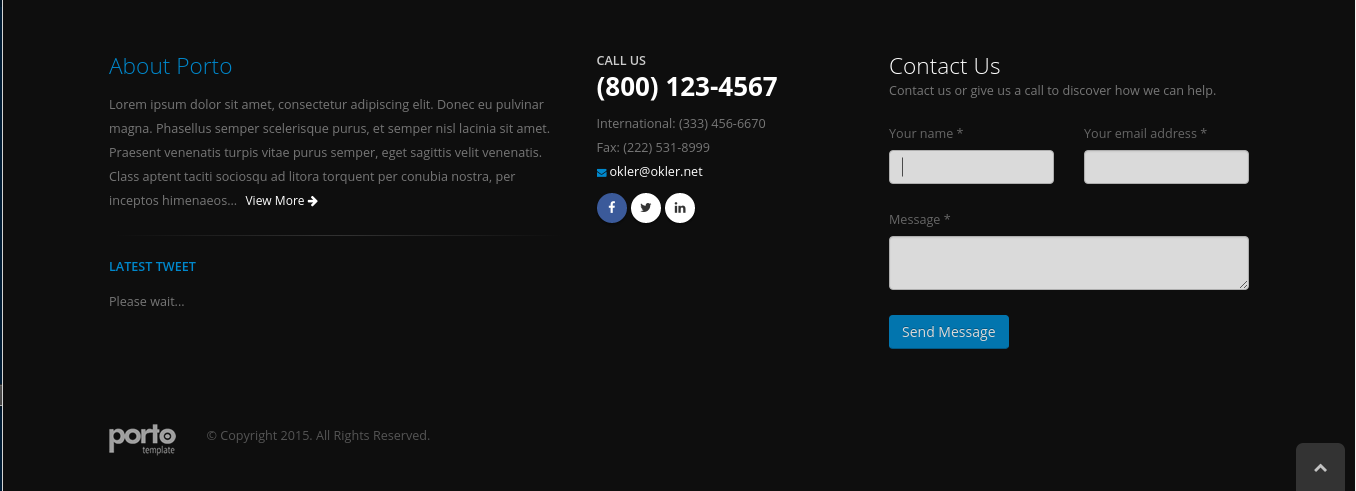 About Porto
Lorem ipsum dolor sit amet, consectetur adipiscing elit. Donec eu pulvinar
magna. Phasellus semper scelerisque purus, et semper nisl lacinia sit amet.
Praesent venenatis turpis vitae purus semper, eget sagittis velit venenatis.
Class aptent taciti sociosqu ad litora torquent per conubia nostra, per
inceptos himenaeos... View More
LATEST TWEET
Please wait...
CALL US
(800) 123-4567
International: (333) 456-6670
Fax: (222) 531-8999
okler@okler.net
Contact Us
Contact us or give us a call to discover how we can help.
Your name *
Your email address *
Message *
Send Message
porto
template
© Copyright 2015. All Rights Reserved.